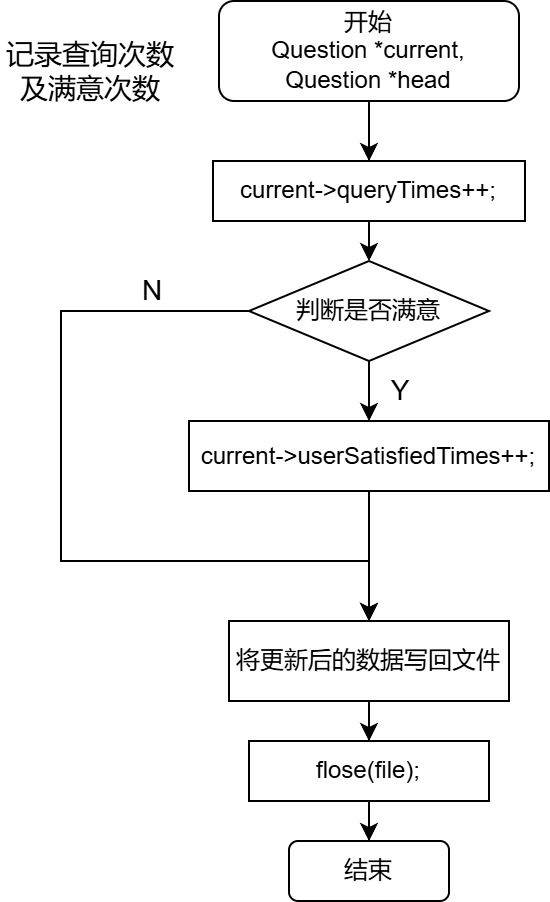 记录查询次数
及满意次数
开始
Question *current,
Question *head
current->queryTimes++;
判断是否满意
N
Y
current->userSatisfiedTimes++;
将更新后的数据写回文件
flose(file);
结束